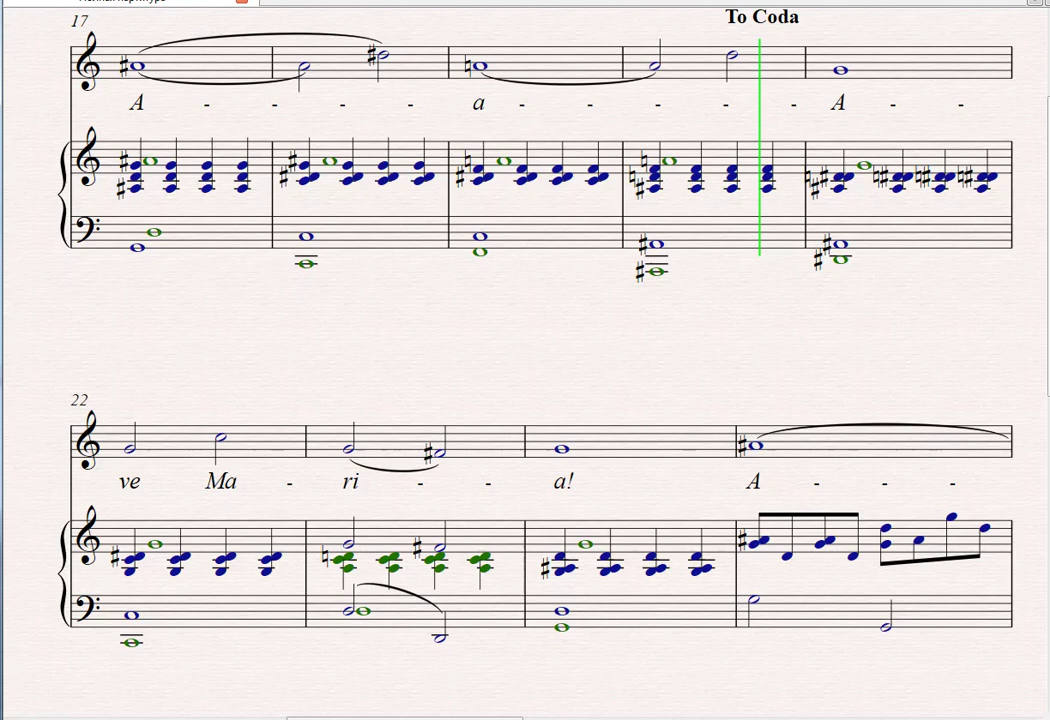 To Coda
17
A - - - - a - - - - A - -
22
ve Ma - ri - - a! A - - -